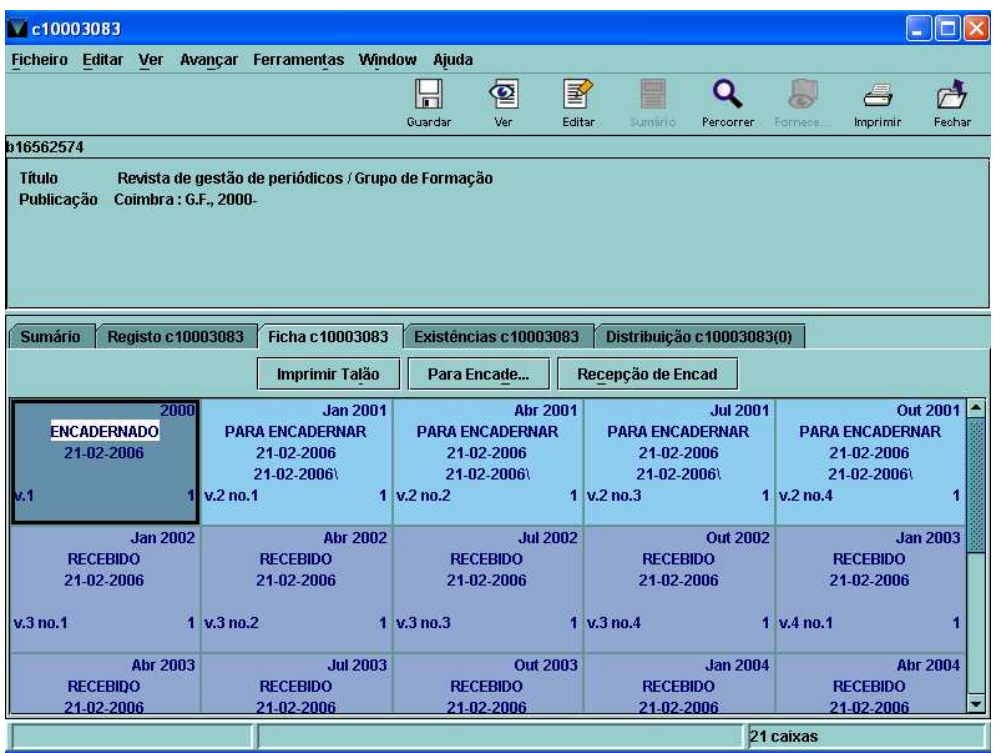 c10003083
Ficheiro Editar Ver Avançar Ferramentas Window Ajuda
Guardar Ver Editar Sumário Percorrer Fornece... Imprimir Fechar
b16562574
Título Revista de gestão de periódicos / Grupo de Formação
Publicação Coimbra : G.F., 2000-
Sumário Registo c10003083 Ficha c10003083 Existências c10003083 Distribuição c10003083(0)
Imprimir Talão Para Encade... Recepção de Encad
2000 Jan 2001 Abr 2001 Jul 2001 Out 2001
ENCADERNADO PARA ENCADERNAR PARA ENCADERNAR PARA ENCADERNAR PARA ENCADERNAR
21-02-2006 21-02-2006 21-02-2006 21-02-2006 21-02-2006
21-02-2006\ 21-02-2006\ 21-02-2006\ 21-02-2006\
v.1 1 v.2 no.1 1 v.2 no.2 1 v.2 no.3 1 v.2 no.4 1
Jan 2002 Abr 2002 Jul 2002 Out 2002 Jan 2003
RECEBIDO RECEBIDO RECEBIDO RECEBIDO RECEBIDO
21-02-2006 21-02-2006 21-02-2006 21-02-2006 21-02-2006
v.3 no.1 1 v.3 no.2 1 v.3 no.3 1 v.3 no.4 1 v.4 no.1 1
Abr 2003 Jul 2003 Out 2003 Jan 2004 Abr 2004
RECEBIDO RECEBIDO RECEBIDO RECEBIDO RECEBIDO
21-02-2006 21-02-2006 21-02-2006 21-02-2006 21-02-2006
21 caixas